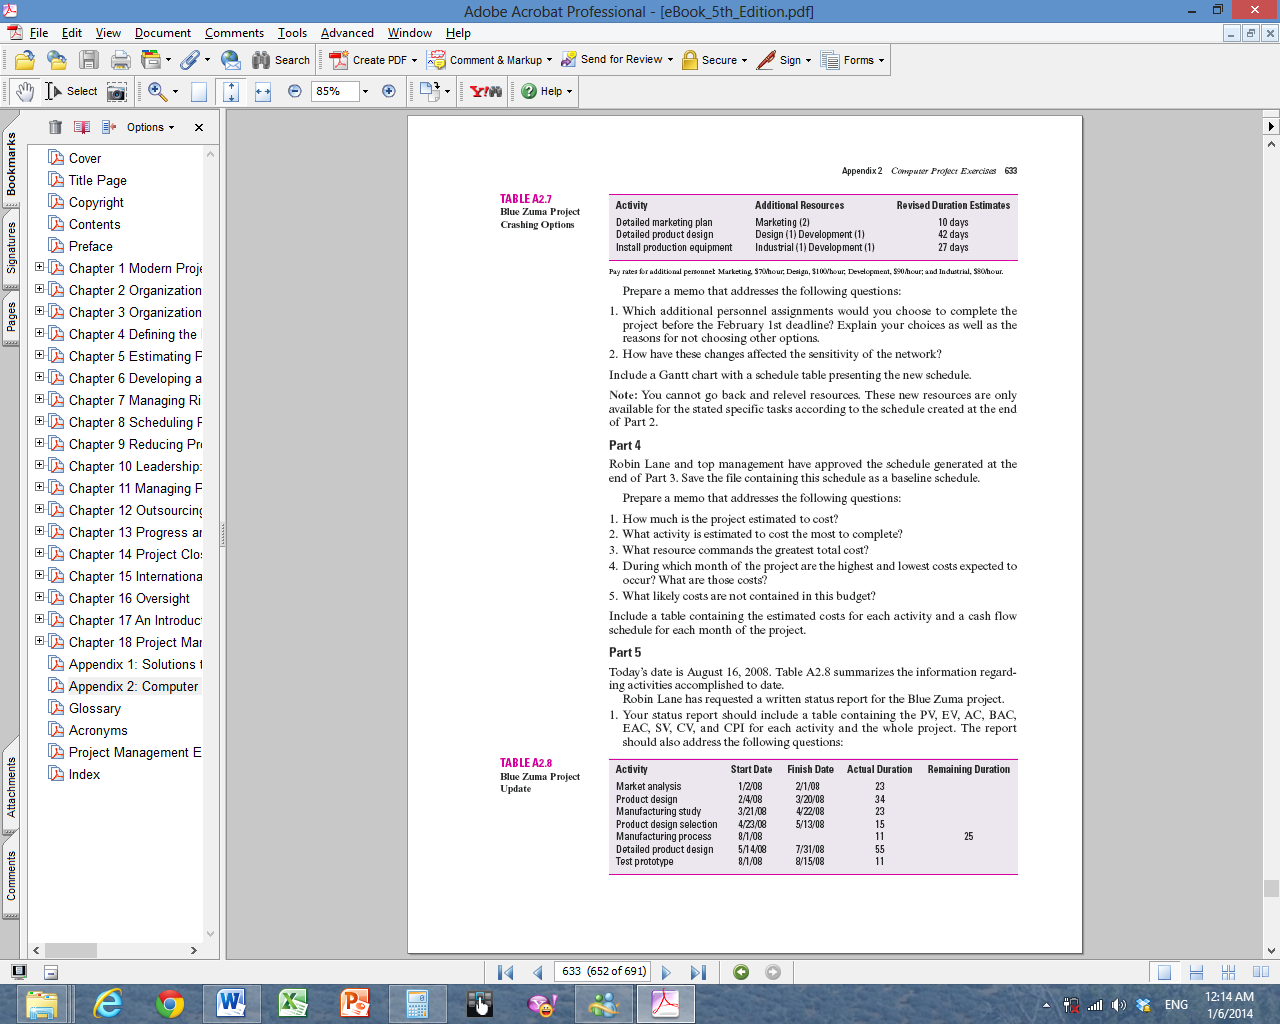 Adobe Acrobat Professional - [eBook_5th_Edition.pdf]
File Edit View Document Comments Tools Advanced Window Help
Search Create PDF Comment & Markup Send for Review Secure Sign Forms
Select 85% Y! Help
Bookmarks
Signatures
Pages
Attachments
Comments
Options
Cover
Title Page
Copyright
Contents
Preface
Chapter 1 Modern Proje
Chapter 2 Organization
Chapter 3 Organization
Chapter 4 Defining the
Chapter 5 Estimating P
Chapter 6 Developing a
Chapter 7 Managing Ri
Chapter 8 Scheduling F
Chapter 9 Reducing Pro
Chapter 10 Leadership:
Chapter 11 Managing F
Chapter 12 Outsourcing
Chapter 13 Progress ar
Chapter 14 Project Clo
Chapter 15 Internationa
Chapter 16 Oversight
Chapter 17 An Introduc
Chapter 18 Project Mar
Appendix 1: Solutions t
Appendix 2: Computer
Glossary
Acronyms
Project Management E
Index
Appendix 2 Computer Project Exercises 633
TABLE A2.7
Blue Zuma Project
Crashing Options
Activity Additional Resources Revised Duration Estimates
Detailed marketing plan Marketing (2) 10 days
Detailed product design Design (1) Development (1) 42 days
Install production equipment Industrial (1) Development (1) 27 days
Pay rates for additional personnel: Marketing, $70/hour; Design, $100/hour; Development, $90/hour; and Industrial, $80/hour.
Prepare a memo that addresses the following questions:
1. Which additional personnel assignments would you choose to complete the
project before the February 1st deadline? Explain your choices as well as the
reasons for not choosing other options.
2. How have these changes affected the sensitivity of the network?
Include a Gantt chart with a schedule table presenting the new schedule.
Note: You cannot go back and relevel resources. These new resources are only
available for the stated specific tasks according to the schedule created at the end
of Part 2.
Part 4
Robin Lane and top management have approved the schedule generated at the
end of Part 3. Save the file containing this schedule as a baseline schedule.
Prepare a memo that addresses the following questions:
1. How much is the project estimated to cost?
2. What activity is estimated to cost the most to complete?
3. What resource commands the greatest total cost?
4. During which month of the project are the highest and lowest costs expected to
occur? What are those costs?
5. What likely costs are not contained in this budget?
Include a table containing the estimated costs for each activity and a cash flow
schedule for each month of the project.
Part 5
Today's date is August 16, 2008. Table A2.8 summarizes the information regard-
ing activities accomplished to date.
Robin Lane has requested a written status report for the Blue Zuma project.
1. Your status report should include a table containing the PV, EV, AC, BAC,
EAC, SV, CV, and CPI for each activity and the whole project. The report
should also address the following questions:
TABLE A2.8
Blue Zuma Project
Update
Activity Start Date Finish Date Actual Duration Remaining Duration
Market analysis 1/2/08 2/1/08 23
Product design 2/4/08 3/20/08 34
Manufacturing study 3/21/08 4/22/08 23
Product design selection 4/23/08 5/13/08 15
Manufacturing process 8/1/08 11 25
Detailed product design 5/14/08 7/31/08 55
Test prototype 8/1/08 8/15/08 11
633 (652 of 691)
ENG
12:14 AM
1/6/2014